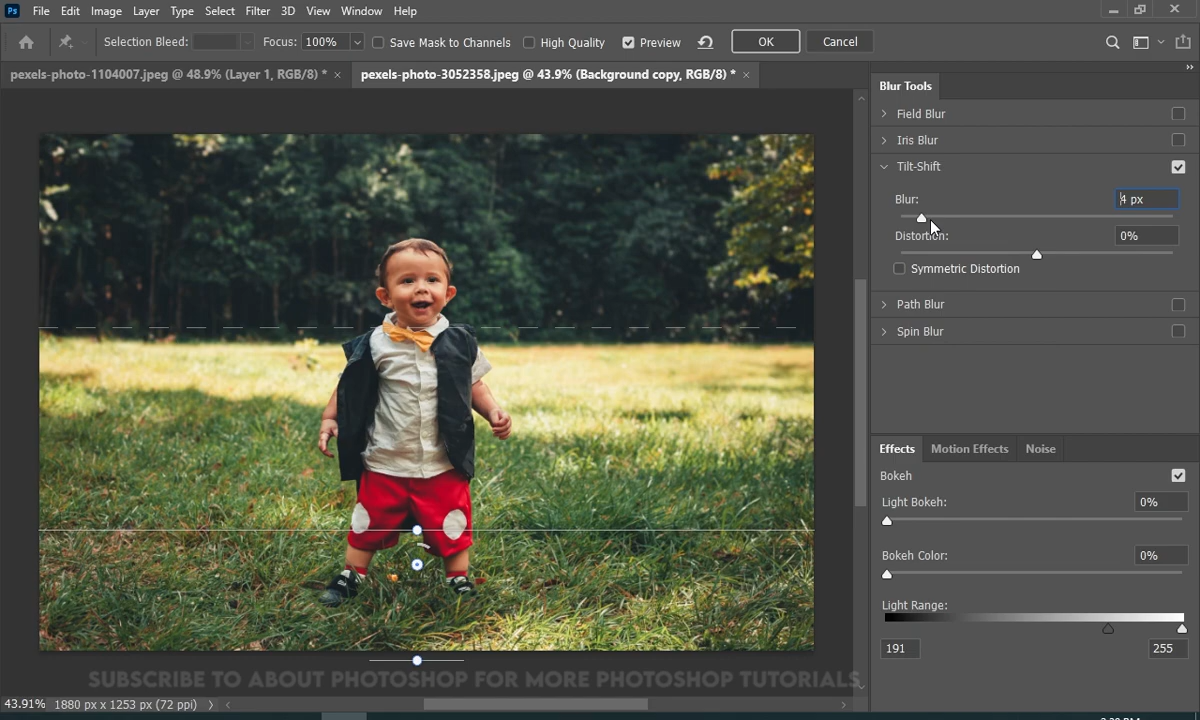 Ps File Edit Image Layer Type Select Filter 3D View Window Help
Selection Bleed: Focus: 100% Save Mask to Channels High Quality Preview OK Cancel
pexels-photo-1104007.jpeg @ 48.9% (Layer 1, RGB/8) * × pexels-photo-3052358.jpeg @ 43.9% (Background copy, RGB/8) * ×
Blur Tools
Field Blur
Iris Blur
Tilt-Shift
Blur: 4 px
Distortion: 0%
Symmetric Distortion
Path Blur
Spin Blur
Effects Motion Effects Noise
Bokeh
Light Bokeh: 0%
Bokeh Color: 0%
Light Range:
191 255
SUBSCRIBE TO ABOUT PHOTOSHOP FOR MORE PHOTOSHOP TUTORIALS
43.91% 1880 px x 1253 px (72 ppi)